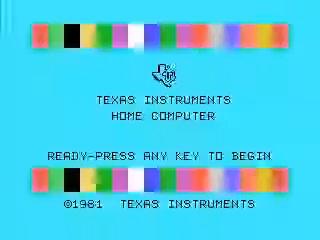 TEXAS INSTRUMENTS
HOME COMPUTER
READY-PRESS ANY KEY TO BEGIN
©1981 TEXAS INSTRUMENTS